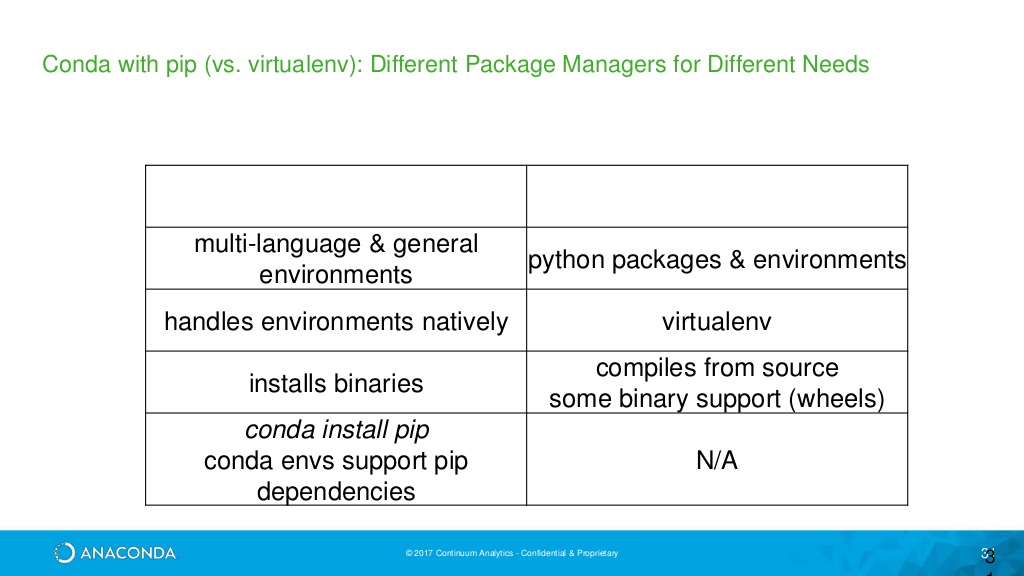 Conda with pip (vs. virtualenv): Different Package Managers for Different Needs
multi-language & general
environments
python packages & environments
handles environments natively
virtualenv
installs binaries
compiles from source
some binary support (wheels)
conda install pip
conda envs support pip
dependencies
N/A
ANACONDA
© 2017 Continuum Analytics - Confidential & Proprietary